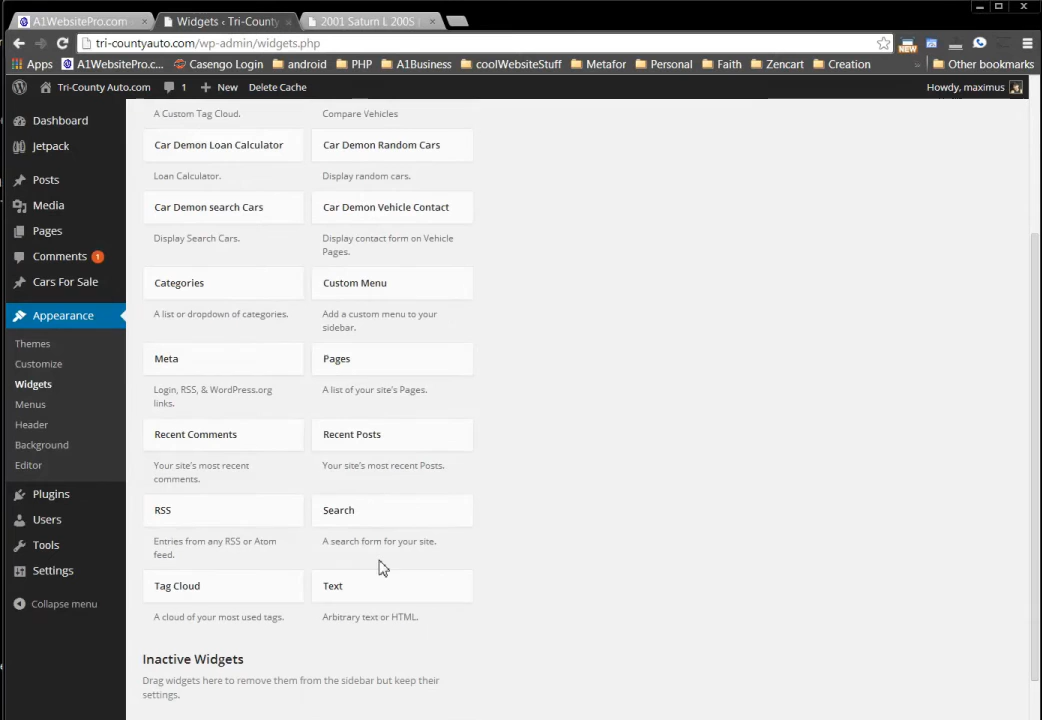 A1WebsitePro.com
Widgets ‹ Tri-County
2001 Saturn L 200S
tri-countyauto.com/wp-admin/widgets.php
NEW
Apps
A1WebsitePro.c...
Casengo Login
android
PHP
A1Business
coolWebsiteStuff
Metafor
Personal
Faith
Zencart
Creation
»
Other bookmarks
Tri-County Auto.com
1
New
Delete Cache
Howdy, maximus
Dashboard
Jetpack
Posts
Media
Pages
Comments 1
Cars For Sale
Appearance
Themes
Customize
Widgets
Menus
Header
Background
Editor
Plugins
Users
Tools
Settings
Collapse menu
A Custom Tag Cloud.
Compare Vehicles
Car Demon Loan Calculator
Car Demon Random Cars
Loan Calculator.
Display random cars.
Car Demon search Cars
Car Demon Vehicle Contact
Display Search Cars.
Display contact form on Vehicle
Pages.
Categories
Custom Menu
A list or dropdown of categories.
Add a custom menu to your
sidebar.
Meta
Pages
Login, RSS, & WordPress.org
links.
A list of your site's Pages.
Recent Comments
Recent Posts
Your site's most recent
comments.
Your site's most recent Posts.
RSS
Search
Entries from any RSS or Atom
feed.
A search form for your site.
Tag Cloud
Text
A cloud of your most used tags.
Arbitrary text or HTML.
Inactive Widgets
Drag widgets here to remove them from the sidebar but keep their
settings.